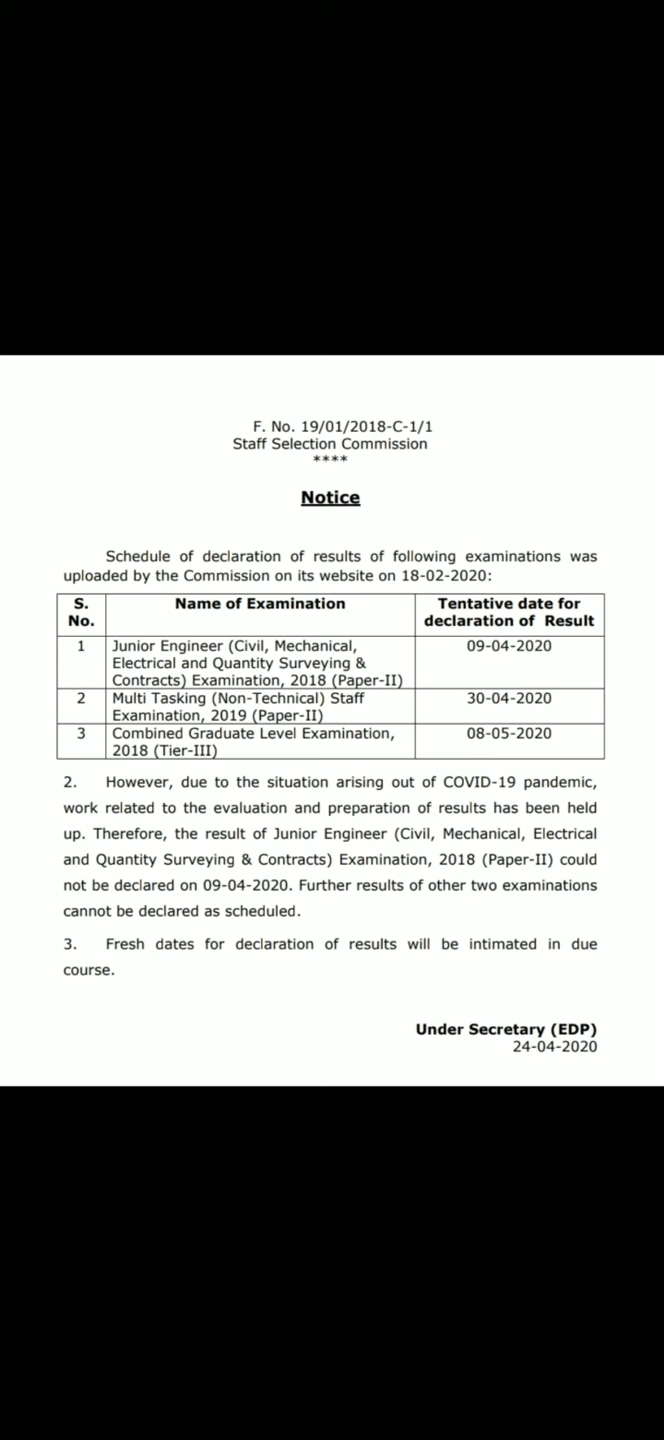 F. No. 19/01/2018-C-1/1
Staff Selection Commission
****
Notice
Schedule of declaration of results of following examinations was
uploaded by the Commission on its website on 18-02-2020:
S. No. Name of Examination Tentative date for declaration of Result
1 Junior Engineer (Civil, Mechanical, 09-04-2020
Electrical and Quantity Surveying &
Contracts) Examination, 2018 (Paper-II)
2 Multi Tasking (Non-Technical) Staff 30-04-2020
Examination, 2019 (Paper-II)
3 Combined Graduate Level Examination, 08-05-2020
2018 (Tier-III)
2. However, due to the situation arising out of COVID-19 pandemic,
work related to the evaluation and preparation of results has been held
up. Therefore, the result of Junior Engineer (Civil, Mechanical, Electrical
and Quantity Surveying & Contracts) Examination, 2018 (Paper-II) could
not be declared on 09-04-2020. Further results of other two examinations
cannot be declared as scheduled.
3. Fresh dates for declaration of results will be intimated in due
course.
Under Secretary (EDP)
24-04-2020